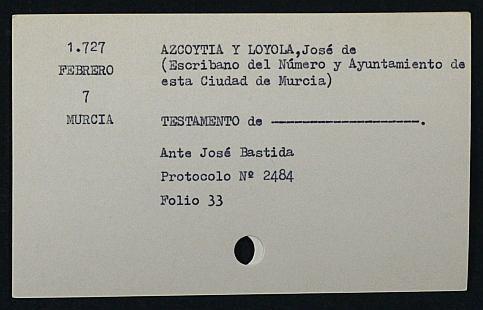 1.727
FEBRERO
7
MURCIA
AZCOYTIA Y LOYOLA,José de
(Escribano del Número y Ayuntamiento de
esta Ciudad de Murcia)
TESTAMENTO de --------------------.
Ante José Bastida
Protocolo Nº 2484
Folio 33